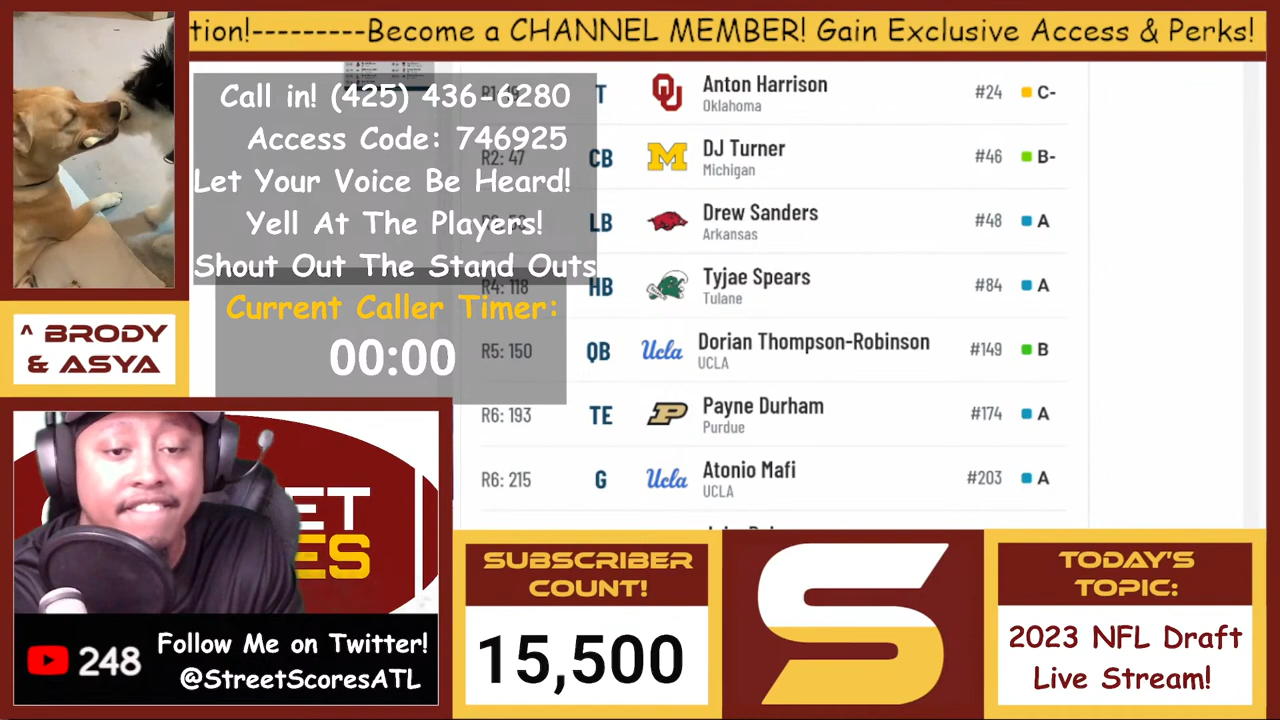 tion!---------Become a CHANNEL MEMBER! Gain Exclusive Access & Perks!
Call in! (425) 436-6280
Access Code: 746925
Let Your Voice Be Heard!
Yell At The Players!
Shout Out The Stand Outs
Current Caller Timer:
00:00
T
Anton Harrison
Oklahoma
#24 C-
R2: 47 CB
DJ Turner
Michigan
#46 B-
LB
Drew Sanders
Arkansas
#48 A
R4: 118 HB
Tyjae Spears
Tulane
#84 A
R5: 150 QB Ucla
Dorian Thompson-Robinson
UCLA
#149 B
R6: 193 TE P
Payne Durham
Purdue
#174 A
R6: 215 G Ucla
Atonio Mafi
UCLA
#203 A
^ BRODY
& ASYA
ET
ES
248
Follow Me on Twitter!
@StreetScoresATL
SUBSCRIBER
COUNT!
15,500
S
TODAY'S
TOPIC:
2023 NFL Draft
Live Stream!